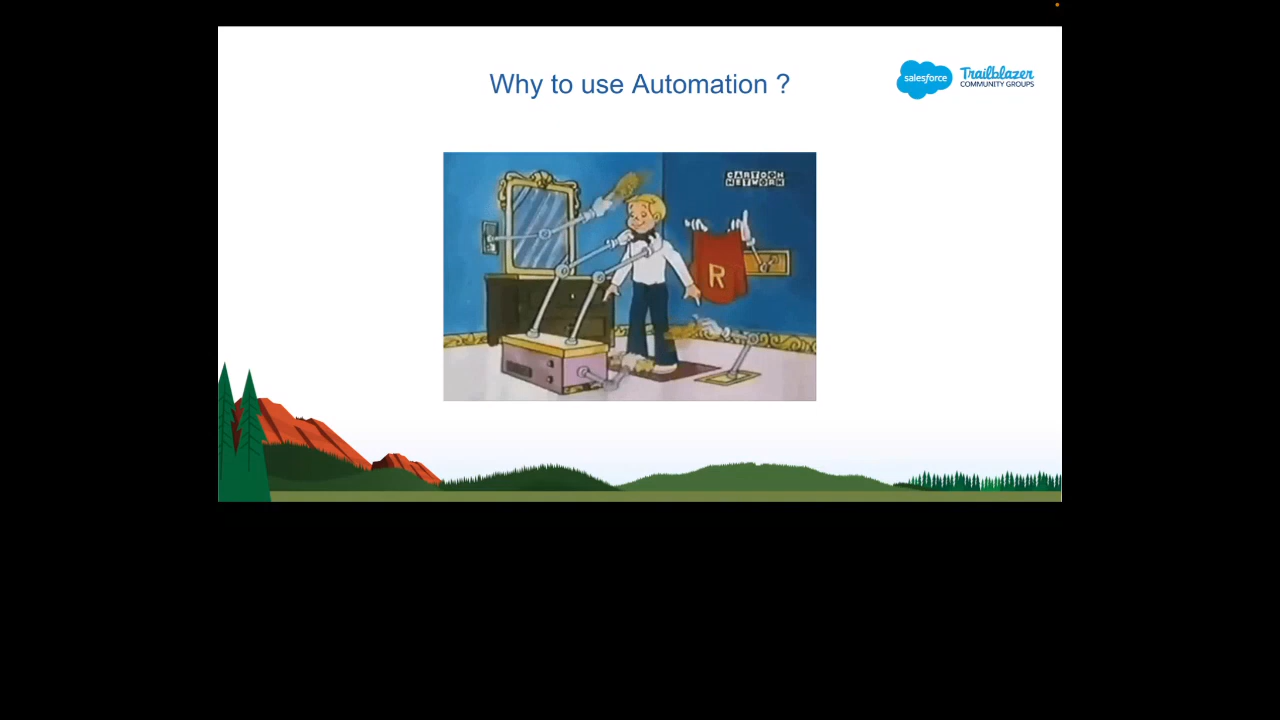 Why to use Automation ?
salesforce
Trailblazer
COMMUNITY GROUPS
CARTOON
NETWORK
R